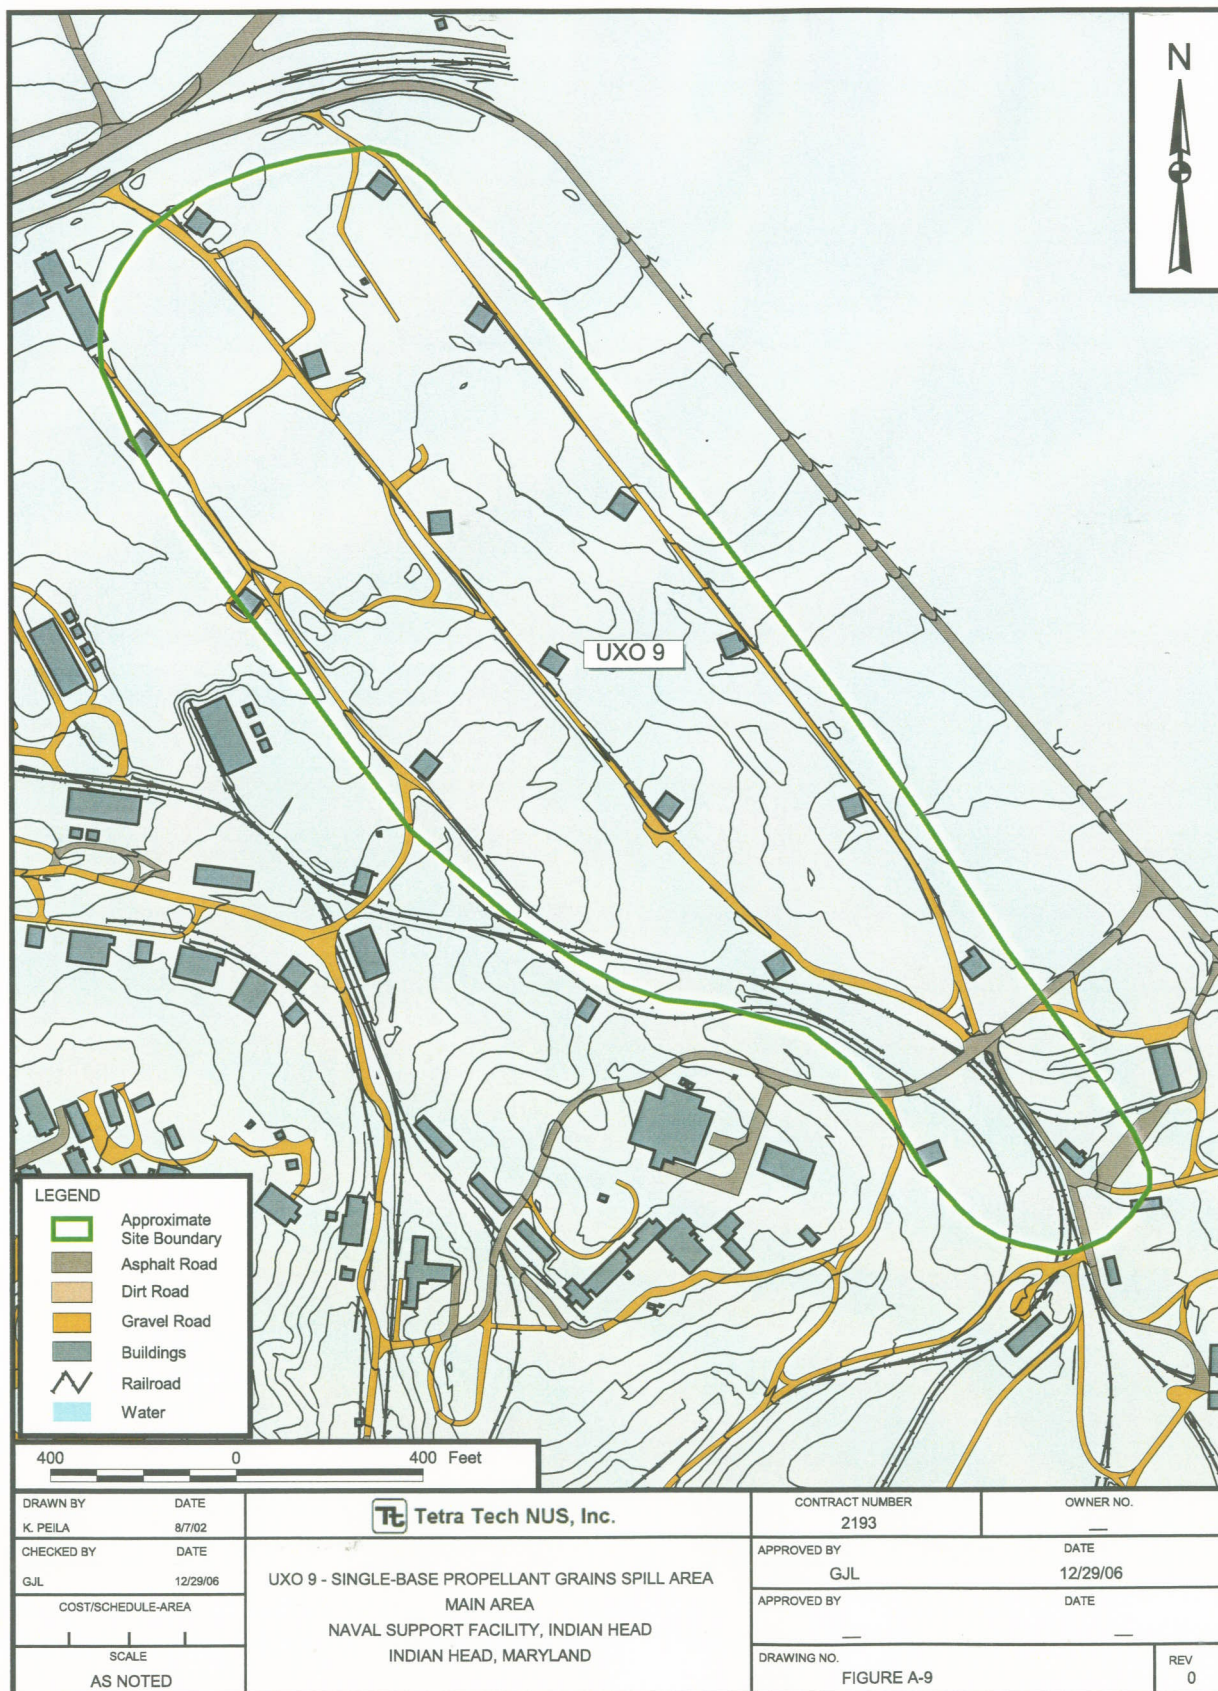 N
UXO 9
LEGEND
Approximate
Site Boundary
Asphalt Road
Dirt Road
Gravel Road
Buildings
Railroad
Water
400 0 400 Feet
DRAWN BY DATE
K. PEILA 8/7/02
CHECKED BY DATE
GJL 12/29/06
COST/SCHEDULE-AREA
SCALE
AS NOTED
Tt Tetra Tech NUS, Inc.
UXO 9 - SINGLE-BASE PROPELLANT GRAINS SPILL AREA
MAIN AREA
NAVAL SUPPORT FACILITY, INDIAN HEAD
INDIAN HEAD, MARYLAND
CONTRACT NUMBER
2193
OWNER NO.
—
APPROVED BY DATE
GJL 12/29/06
APPROVED BY DATE
— —
DRAWING NO.
FIGURE A-9
REV
0